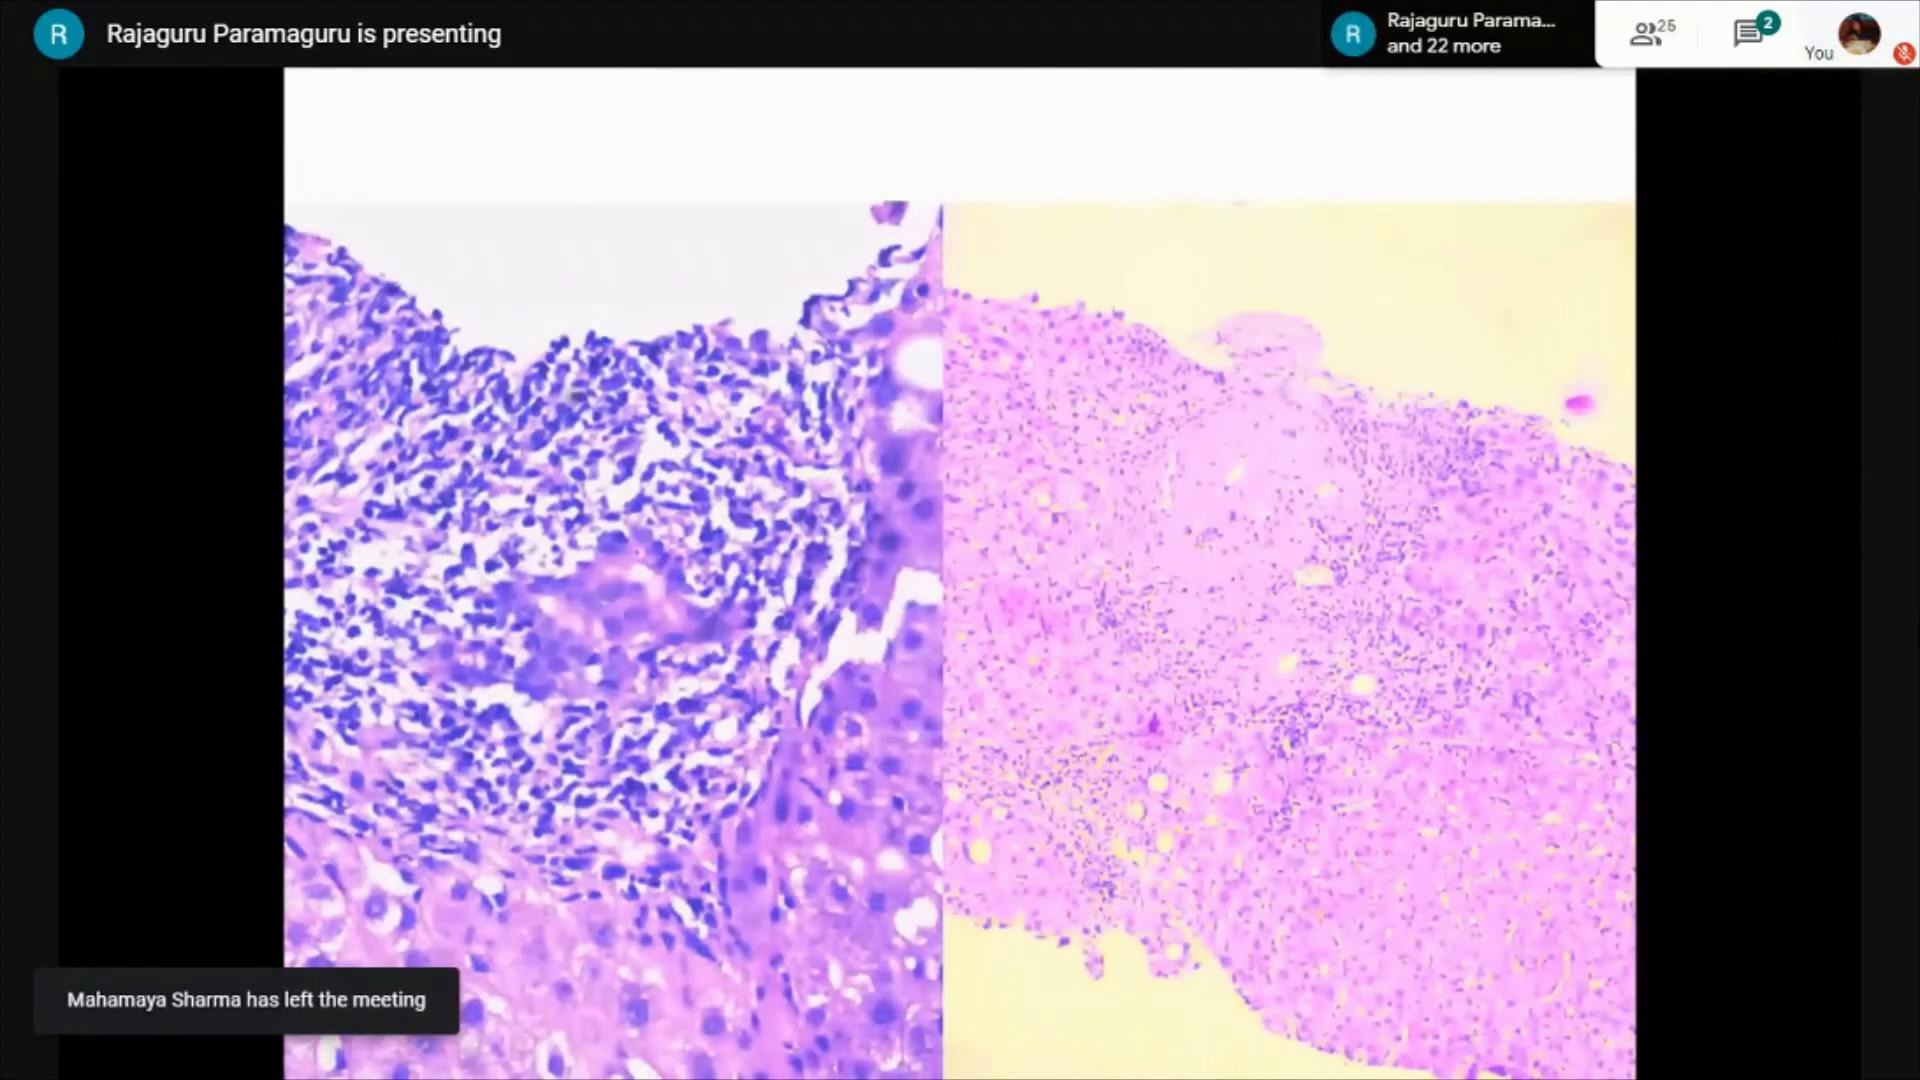 R
Rajaguru Paramaguru is presenting
R
Rajaguru Parama...
and 22 more
25
2
You
Mahamaya Sharma has left the meeting